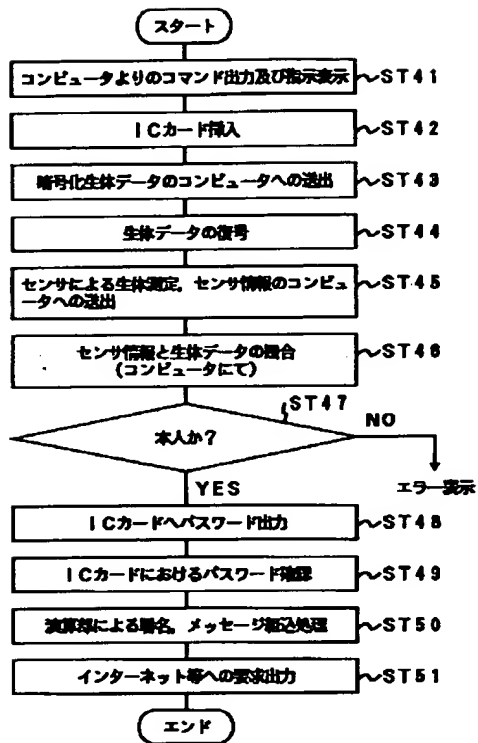 スタート
コンピュータよりのコマンド出力及び指示表示
~ST41
ICカード挿入
~ST42
暗号化生体データのコンピュータへの送出
~ST43
生体データの復号
~ST44
センサによる生体測定，センサ情報のコンピュ
ータへの送出
~ST45
センサ情報と生体データの照合
(コンピュータにて)
~ST46
ST47
本人か？
NO
エラー表示
YES
ICカードへパスワード出力
~ST48
ICカードにおけるパスワード確認
~ST49
演算部による署名，メッセージ
処理
~ST50
インターネット等への要求出力
~ST51
エンド